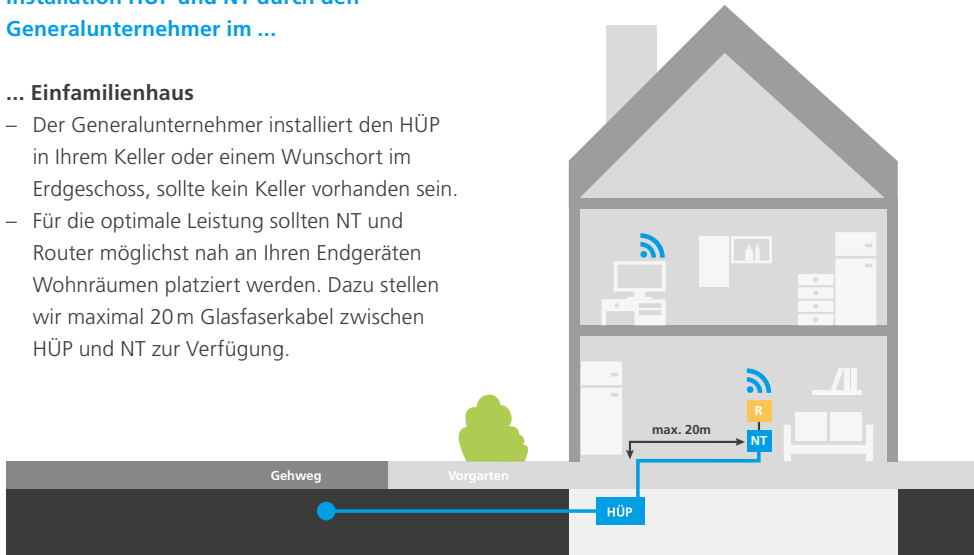 Installation HÜP und NT durch den
Generalunternehmer im ...
... Einfamilienhaus
– Der Generalunternehmer installiert den HÜP
in Ihrem Keller oder einem Wunschort im
Erdgeschoss, sollte kein Keller vorhanden sein.
– Für die optimale Leistung sollten NT und
Router möglichst nah an Ihren Endgeräten
Wohnräumen platziert werden. Dazu stellen
wir maximal 20 m Glasfaserkabel zwischen
HÜP und NT zur Verfügung.
R
max. 20m
NT
Gehweg
Vorgarten
HÜP